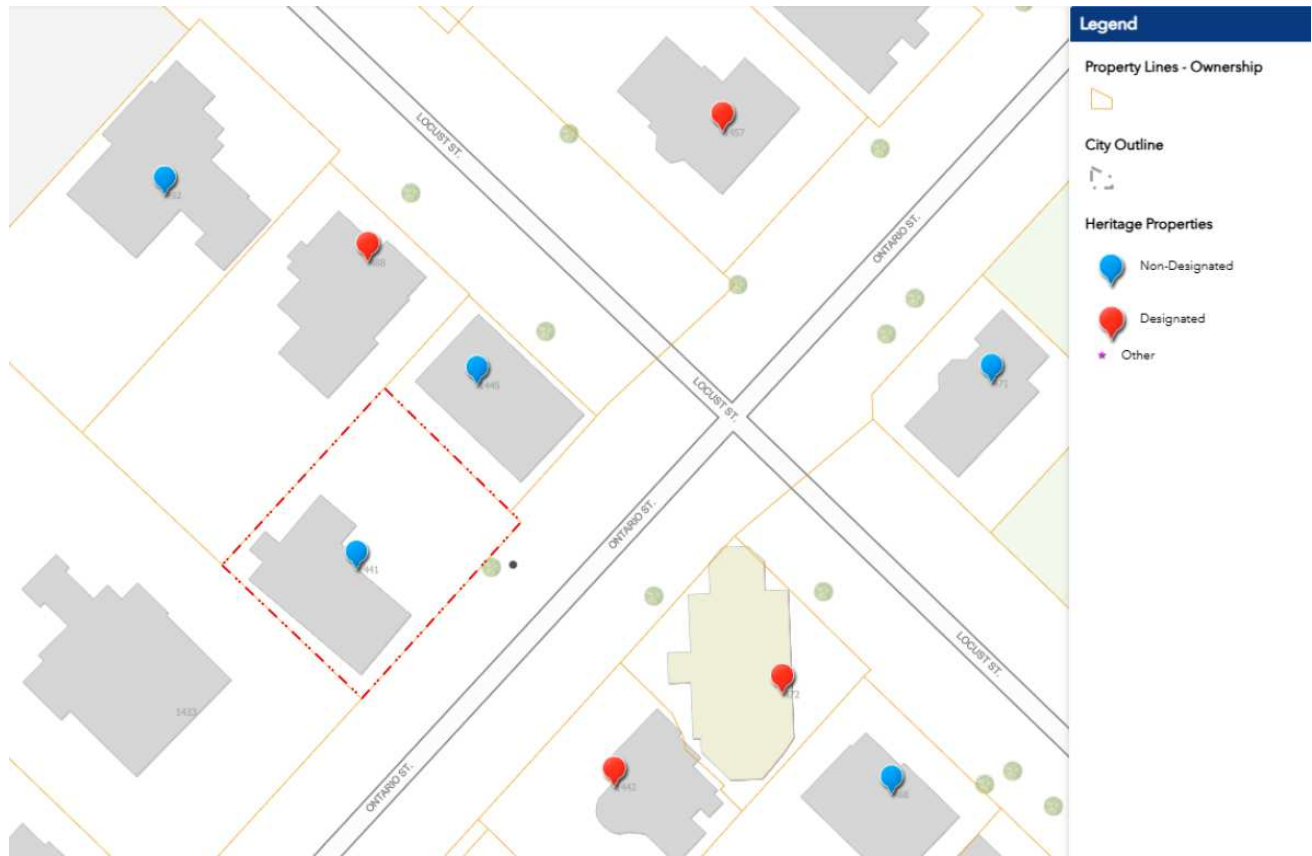 Legend
Property Lines - Ownership
City Outline
Heritage Properties
Non-Designated
Designated
Other
LOCUST ST.
ONTARIO ST.
LOCUST ST.
ONTARIO ST.
LOCUST ST.
ONTARIO ST.
1433